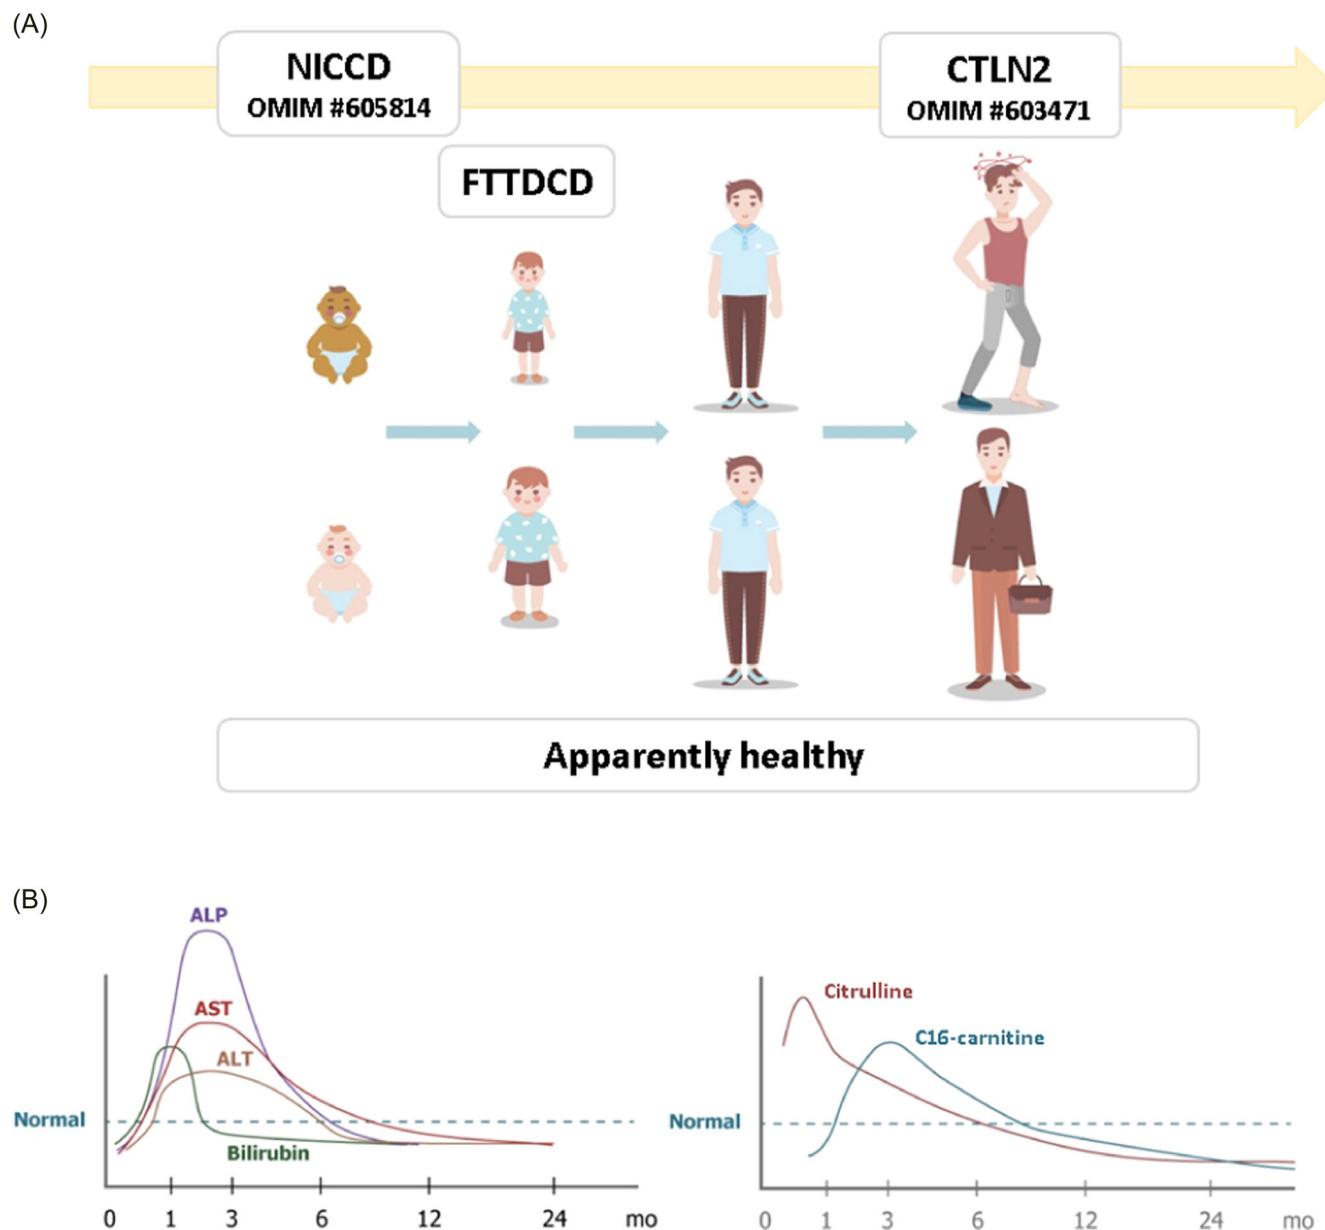 (A)
NICCD
OMIM #605814
CTLN2
OMIM #603471
FTTDCD
Apparently healthy
(B)
ALP
AST
ALT
Normal
Bilirubin
0 1 3 6 12 24 mo
Citrulline
C16-carnitine
Normal
0 1 3 6 12 24 mo